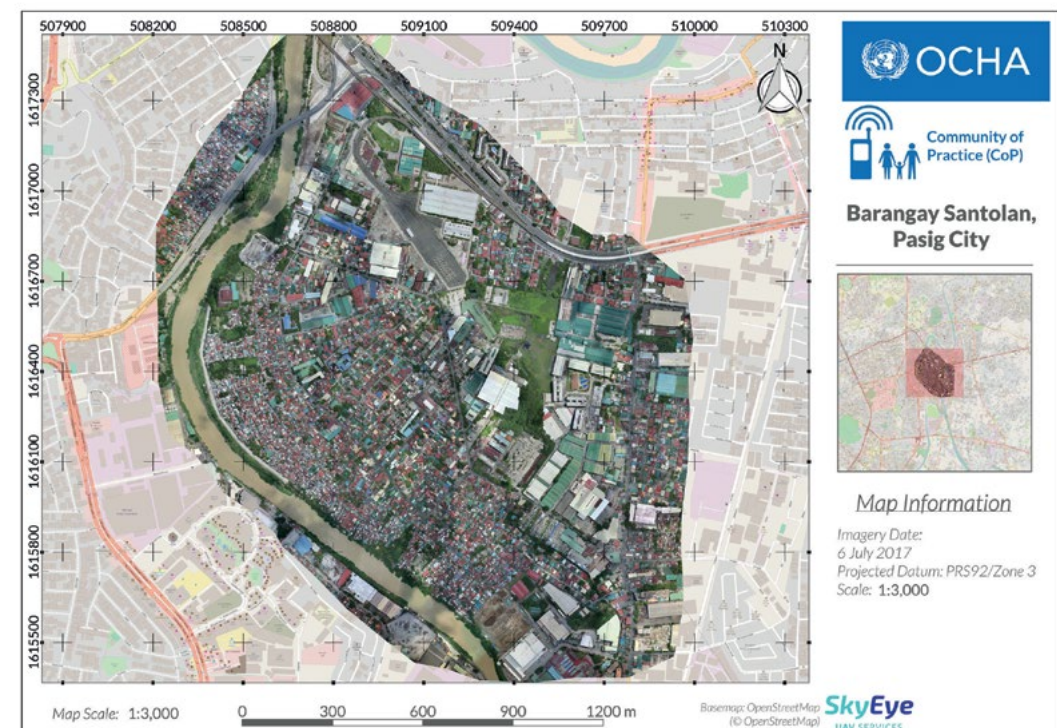 507900 508200 508500 508800 509100 509400 509700 510000 510300
N
1617300
1617000
1616700
1616400
1616100
1615800
1615500
OCHA
Community of
Practice (CoP)
Barangay Santolan,
Pasig City
Map Information
Imagery Date:
6 July 2017
Projected Datum: PRS92/Zone 3
Scale: 1:3,000
Map Scale: 1:3,000
0 300 600 900 1200 m
Basemap: OpenStreetMap
(© OpenStreetMap)
SkyEye
UAV SERVICES